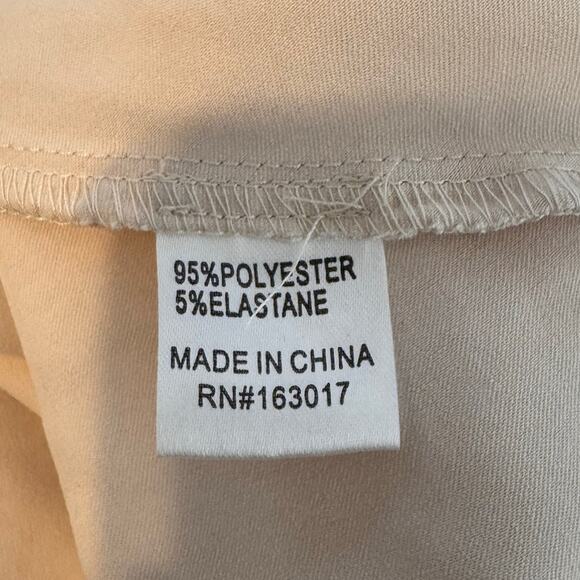 95%POLYESTER
5%ELASTANE
MADE IN CHINA
RN#163017